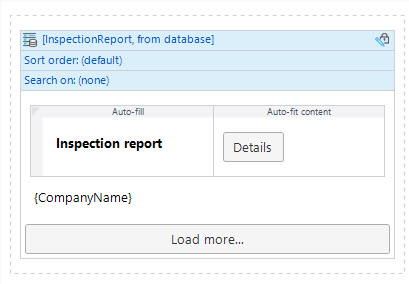 [InspectionReport, from database]
Sort order: (default)
Search on: (none)
Auto-fill Auto-fit content
Inspection report Details
{CompanyName}
Load more...